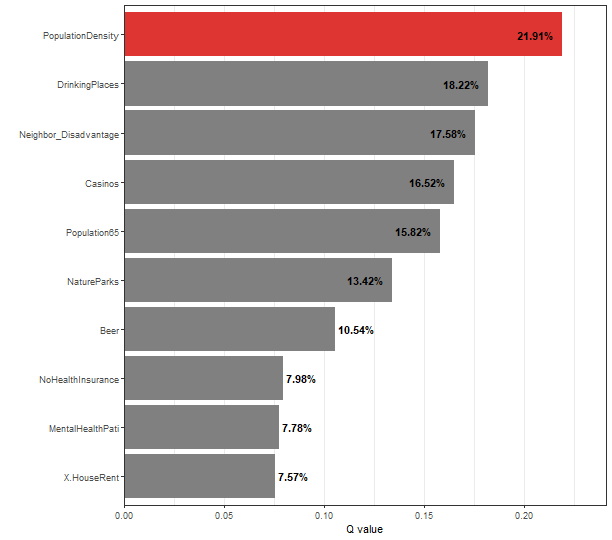 PopulationDensity 21.91%
DrinkingPlaces 18.22%
Neighbor_Disadvantage 17.58%
Casinos 16.52%
Population65 15.82%
NatureParks 13.42%
Beer 10.54%
NoHealthInsurance 7.98%
MentalHealthPati 7.78%
X.HouseRent 7.57%
0.00 0.05 0.10 0.15 0.20
Q value